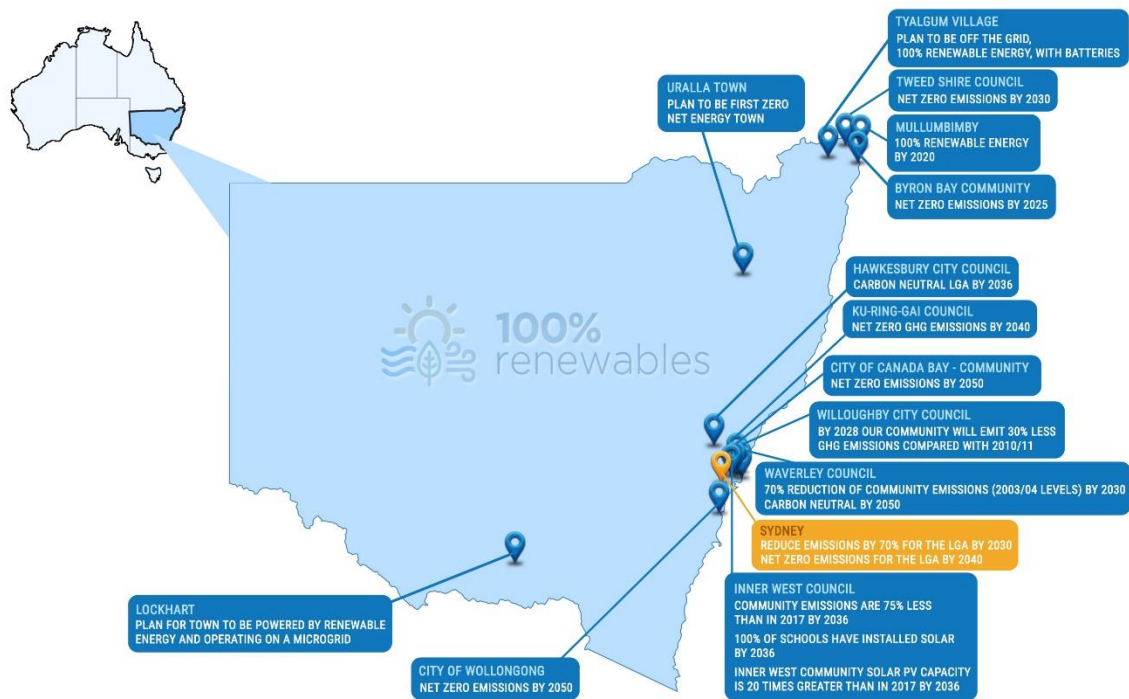 TYALGUM VILLAGE
PLAN TO BE OFF THE GRID,
100% RENEWABLE ENERGY, WITH BATTERIES
TWEED SHIRE COUNCIL
NET ZERO EMISSIONS BY 2030
URALLA TOWN
PLAN TO BE FIRST ZERO
NET ENERGY TOWN
MULLUMBIMBY
100% RENEWABLE ENERGY
BY 2020
BYRON BAY COMMUNITY
NET ZERO EMISSIONS BY 2025
HAWKESBURY CITY COUNCIL
CARBON NEUTRAL LGA BY 2036
KU-RING-GAI COUNCIL
NET ZERO GHG EMISSIONS BY 2040
100%
renewables
CITY OF CANADA BAY - COMMUNITY
NET ZERO EMISSIONS BY 2050
WILLOUGHBY CITY COUNCIL
BY 2028 OUR COMMUNITY WILL EMIT 30% LESS
GHG EMISSIONS COMPARED WITH 2010/11
WAVERLEY COUNCIL
70% REDUCTION OF COMMUNITY EMISSIONS (2003/04 LEVELS) BY 2030
CARBON NEUTRAL BY 2050
SYDNEY
REDUCE EMISSIONS BY 70% FOR THE LGA BY 2030
NET ZERO EMISSIONS FOR THE LGA BY 2040
INNER WEST COUNCIL
COMMUNITY EMISSIONS ARE 75% LESS
THAN IN 2017 BY 2036
100% OF SCHOOLS HAVE INSTALLED SOLAR
BY 2036
INNER WEST COMMUNITY SOLAR PV CAPACITY
IS 20 TIMES GREATER THAN IN 2017 BY 2036
LOCKHART
PLAN FOR TOWN TO BE POWERED BY RENEWABLE
ENERGY AND OPERATING ON A MICROGRID
CITY OF WOLLONGONG
NET ZERO EMISSIONS BY 2050